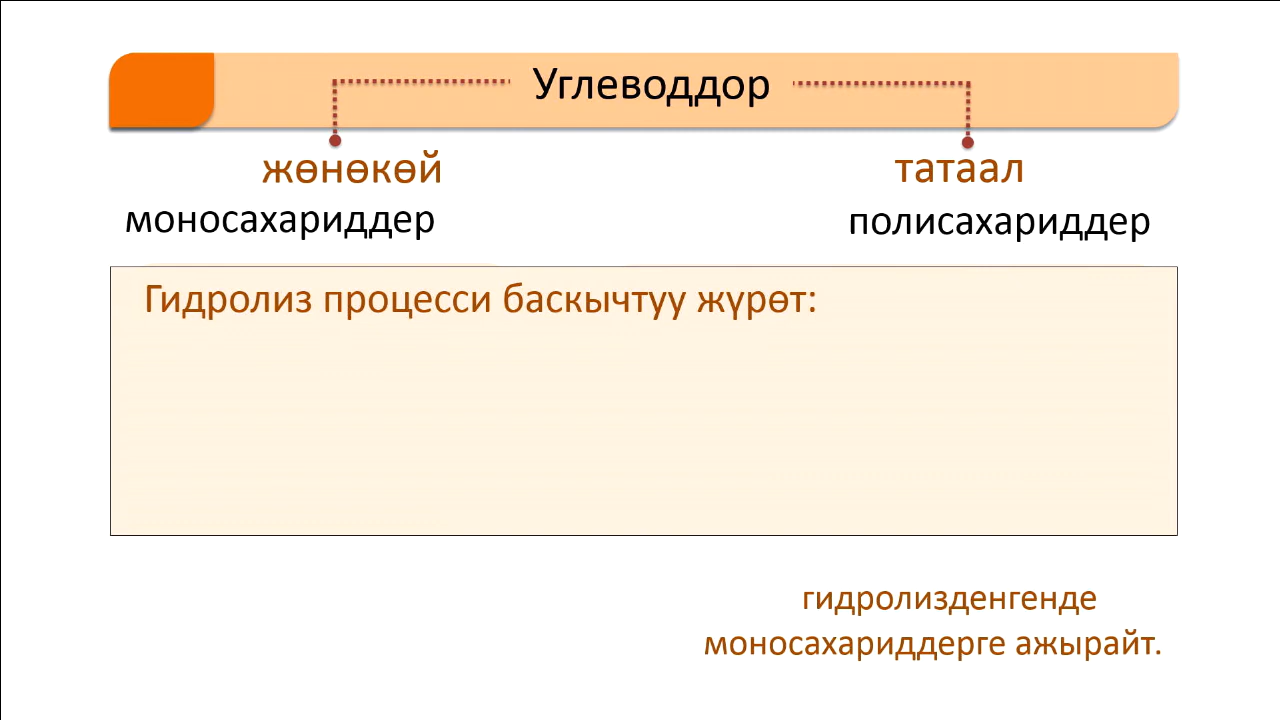 Углеводдор
жөнөкөй
татаал
моносахариддер
полисахариддер
Гидролиз процесси баскычтуу жүрөт:
гидролизденгенде
моносахариддерге ажырайт.